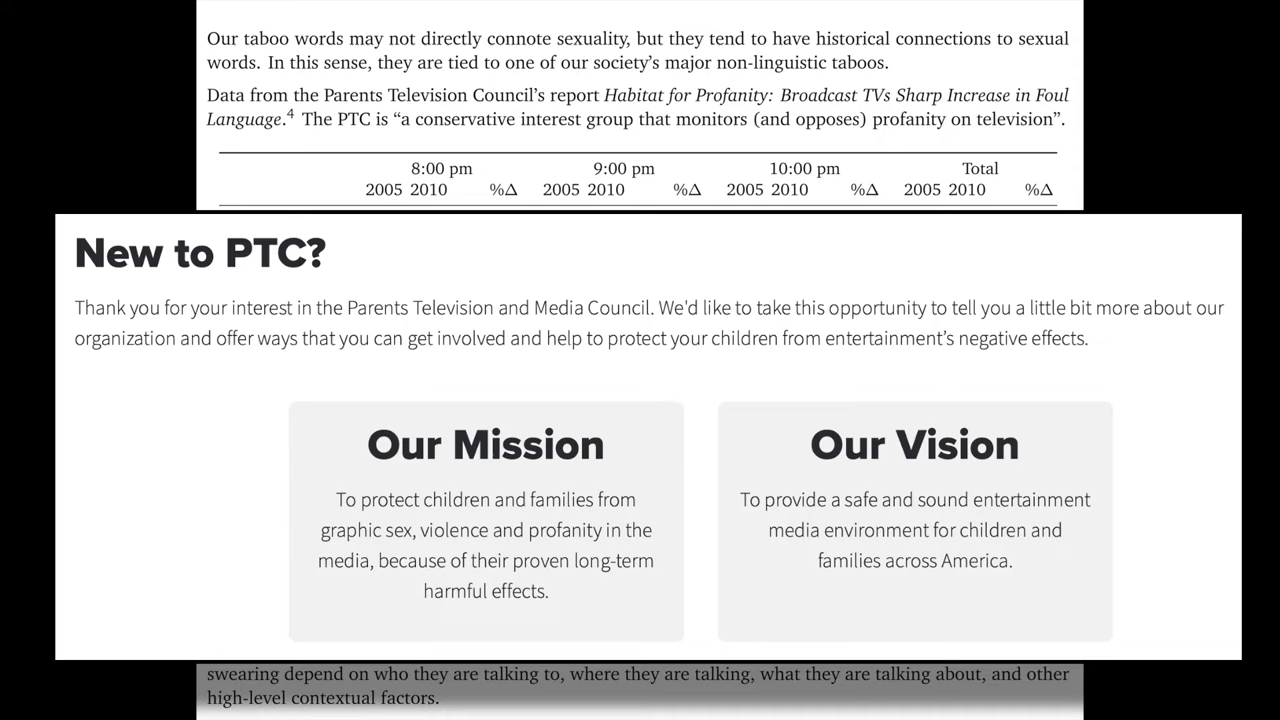 Our taboo words may not directly connote sexuality, but they tend to have historical connections to sexual
words. In this sense, they are tied to one of our society's major non-linguistic taboos.
Data from the Parents Television Council's report Habitat for Profanity: Broadcast TVs Sharp Increase in Foul
Language.4 The PTC is “a conservative interest group that monitors (and opposes) profanity on television”.
8:00 pm 9:00 pm 10:00 pm Total
2005 2010 %Δ 2005 2010 %Δ 2005 2010 %Δ 2005 2010 %Δ
New to PTC?
Thank you for your interest in the Parents Television and Media Council. We'd like to take this opportunity to tell you a little bit more about our
organization and offer ways that you can get involved and help to protect your children from entertainment's negative effects.
Our Mission
To protect children and families from
graphic sex, violence and profanity in the
media, because of their proven long-term
harmful effects.
Our Vision
To provide a safe and sound entertainment
media environment for children and
families across America.
swearing depend on who they are talking to, where they are talking, what they are talking about, and other
high-level contextual factors.